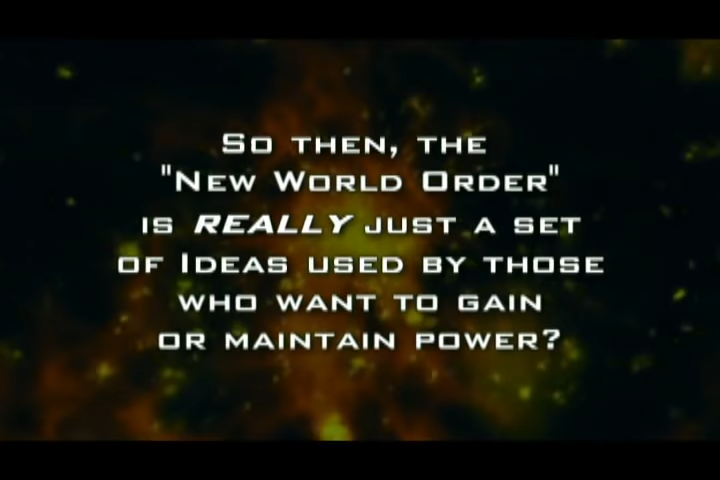 So then, the
"New World Order"
is REALLY just a set
of Ideas used by those
who want to gain
or maintain power?